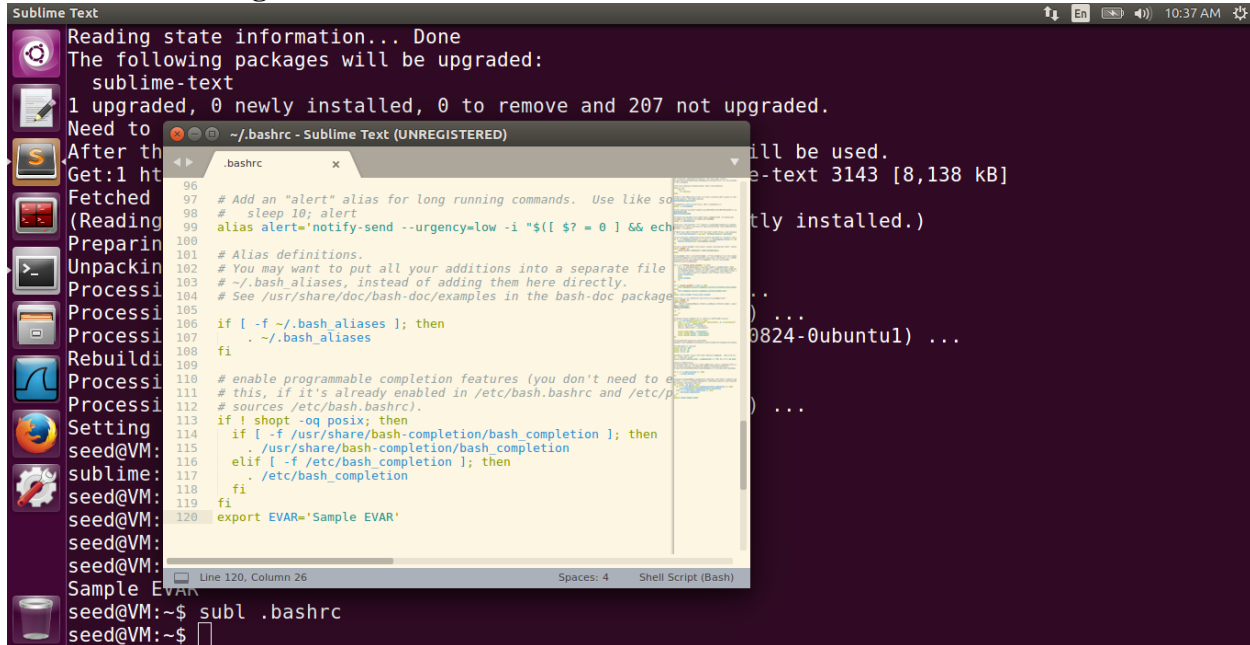 Sublime Text
En
10:37 AM
Reading state information... Done
The following packages will be upgraded:
sublime-text
1 upgraded, 0 newly installed, 0 to remove and 207 not upgraded.
Need to
After th
ill be used.
Get:1 ht
e-text 3143 [8,138 kB]
Fetched
(Reading
tly installed.)
Preparin
Unpackin
Processi
..
Processi
) ...
Processi
0824-0ubuntu1) ...
Rebuildi
Processi
Processi
) ...
Setting
seed@VM:
sublime:
seed@VM:
seed@VM:
seed@VM:
seed@VM:
Sample EVAR
seed@VM:~$ subl .bashrc
seed@VM:~$
~/.bashrc - Sublime Text (UNREGISTERED)
.bashrc
96
97 # Add an "alert" alias for long running commands.  Use like so
98 #   sleep 10; alert
99 alias alert='notify-send --urgency=low -i "$([ $? = 0 ] && ech
100
101 # Alias definitions.
102 # You may want to put all your additions into a separate file
103 # ~/.bash_aliases, instead of adding them here directly.
104 # See /usr/share/doc/bash-doc/examples in the bash-doc package
105
106 if [ -f ~/.bash_aliases ]; then
107     . ~/.bash_aliases
108 fi
109
110 # enable programmable completion features (you don't need to e
111 # this, if it's already enabled in /etc/bash.bashrc and /etc/p
112 # sources /etc/bash.bashrc).
113 if ! shopt -oq posix; then
114   if [ -f /usr/share/bash-completion/bash_completion ]; then
115     . /usr/share/bash-completion/bash_completion
116   elif [ -f /etc/bash_completion ]; then
117     . /etc/bash_completion
118   fi
119 fi
120 export EVAR='Sample EVAR'
Line 120, Column 26
Spaces: 4
Shell Script (Bash)